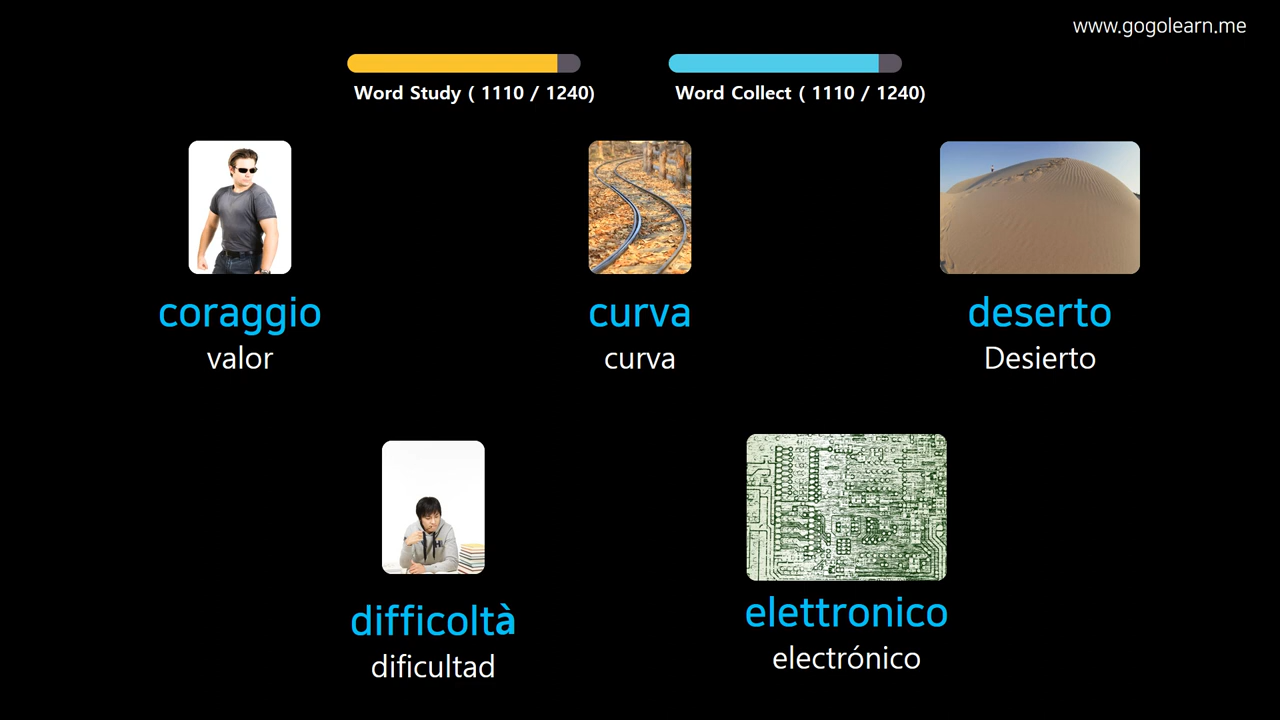 www.gogolearn.me
Word Study ( 1110 / 1240)
Word Collect ( 1110 / 1240)
coraggio
valor
curva
curva
deserto
Desierto
difficoltà
dificultad
elettronico
electrónico